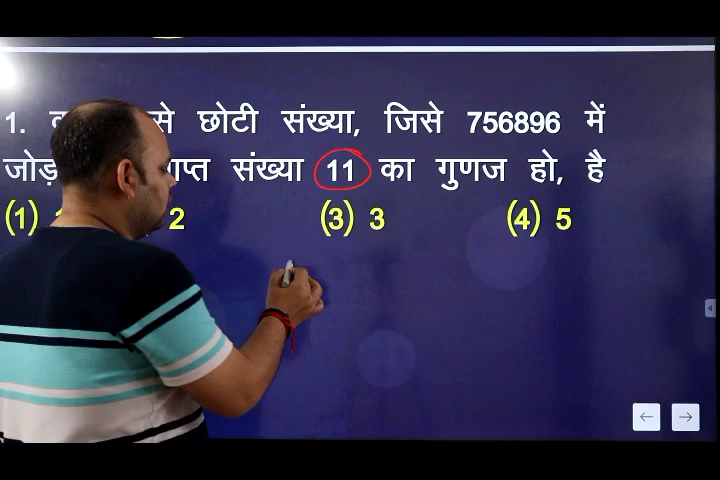 1. से छोटी संख्या, जिसे 756896 में
संख्या 11 का गुणज हो, है
(1) 2 (3) 3 (4) 5